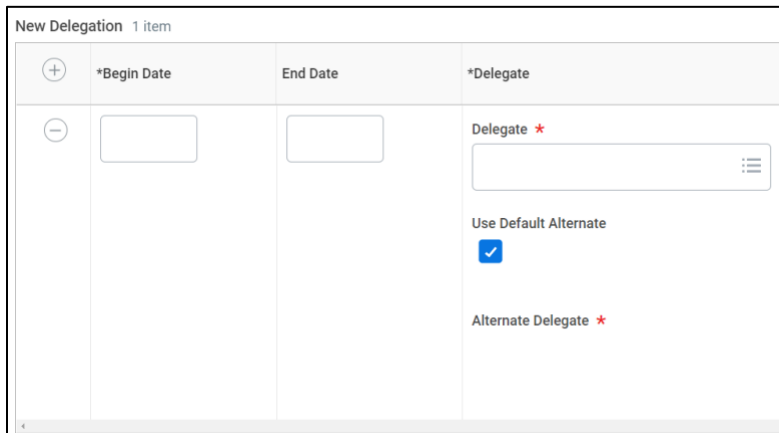 New Delegation 1 item
*Begin Date End Date *Delegate
Delegate *
Use Default Alternate
Alternate Delegate *